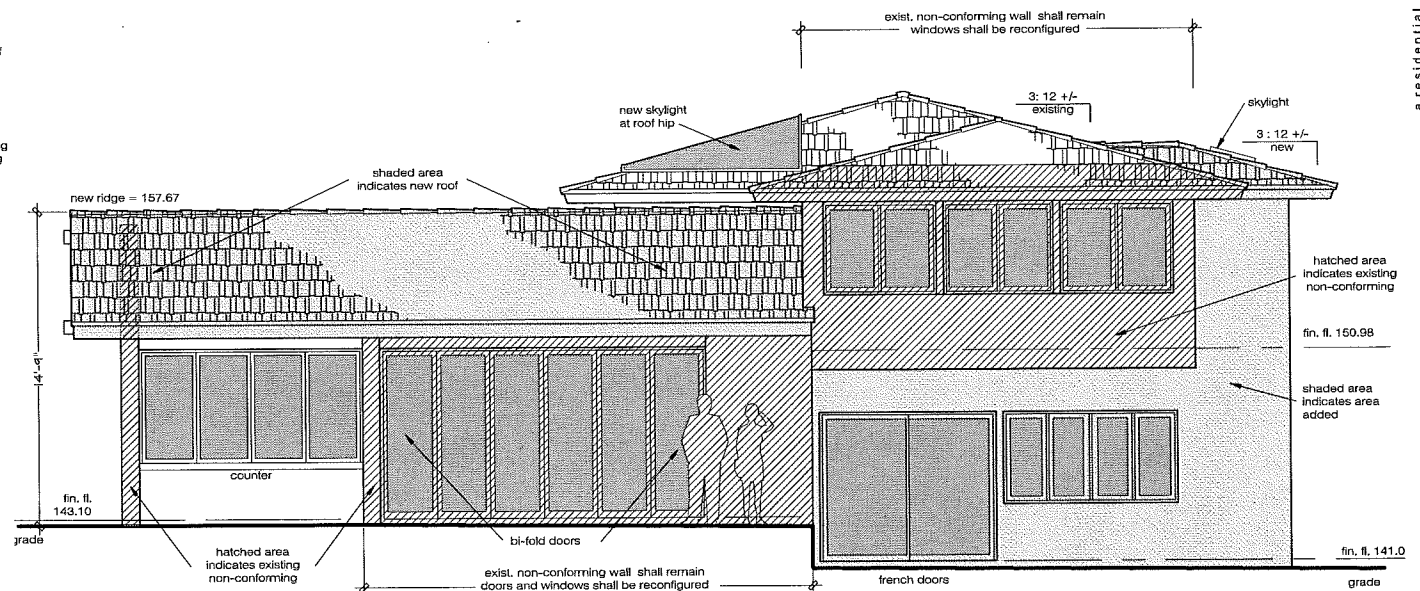 exist. non-conforming wall shall remain
windows shall be reconfigured
a residential
new skylight
at roof hip
3: 12 +/-
existing
skylight
3 : 12 +/-
new
shaded area
indicates new roof
new ridge = 157.67
hatched area
indicates existing
non-conforming
fin. fl. 150.98
14'-9"
shaded area
indicates area
added
counter
fin. fl.
143.10
grade
hatched area
indicates existing
non-conforming
bi-fold doors
exist. non-conforming wall shall remain
doors and windows shall be reconfigured
french doors
fin. fl. 141.0
grade